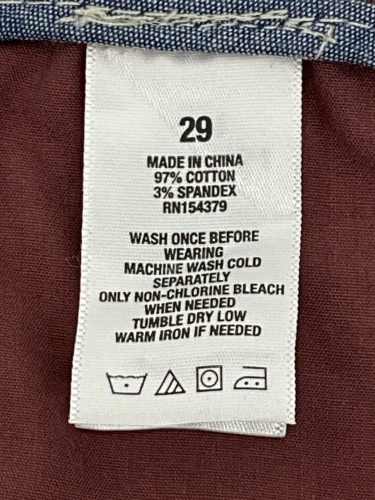 29
MADE IN CHINA
97% COTTON
3% SPANDEX
RN154379
WASH ONCE BEFORE
WEARING
MACHINE WASH COLD
SEPARATELY
ONLY NON-CHLORINE BLEACH
WHEN NEEDED
TUMBLE DRY LOW
WARM IRON IF NEEDED